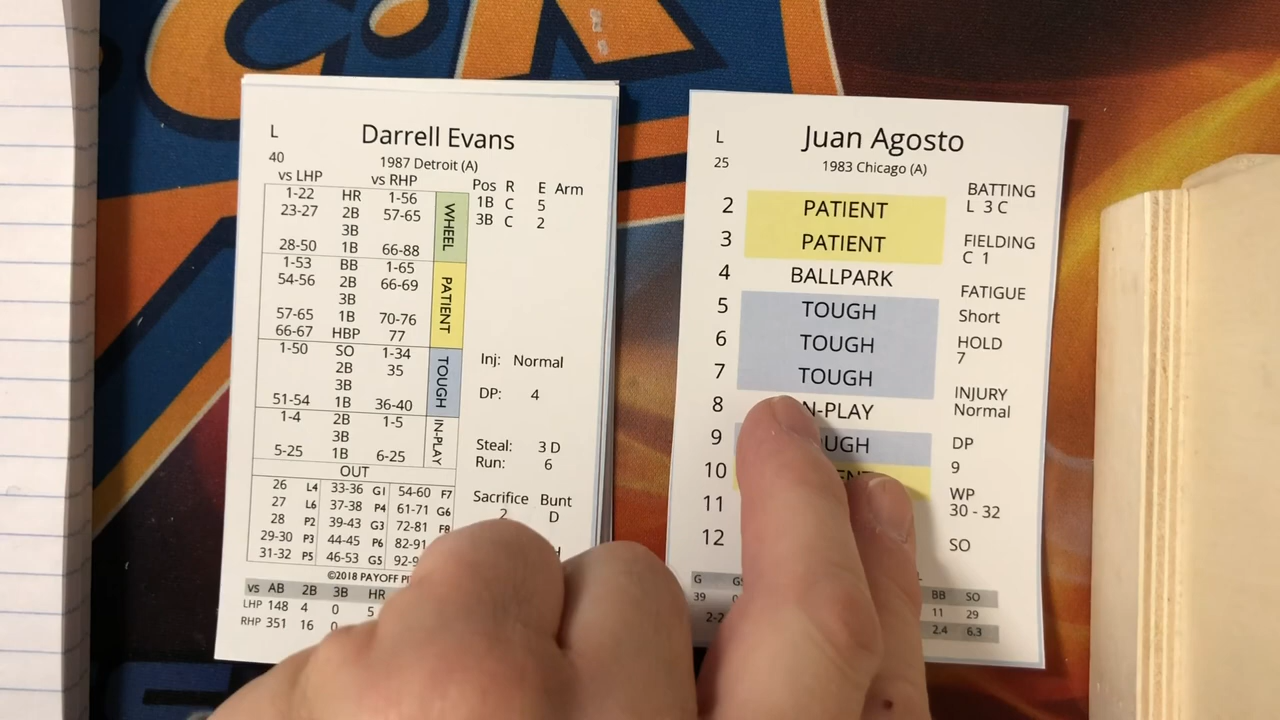 L Darrell Evans
40 1987 Detroit (A)
vs LHP vs RHP Pos R E Arm
1-22 HR 1-56 1B C 5
23-27 2B 57-65 3B C 2
3B
28-50 1B 66-88
WHEEL
1-53 BB 1-65
54-56 2B 66-69
3B
57-65 1B 70-76
66-67 HBP 77
PATIENT
1-50 SO 1-34
2B 35
3B
51-54 1B 36-40
TOUGH
1-4 2B 1-5
3B
5-25 1B 6-25
IN-PLAY
Inj: Normal
DP: 4
Steal: 3 D
Run: 6
Sacrifice Bunt
2 D
OUT
26 L4 33-36 G1 54-60 F7
27 L6 37-38 P4 61-71 G6
28 P2 39-43 G3 72-81 F8
29-30 P3 44-45 P6 82-91
31-32 P5 46-53 G5
©2018 PAYOFF
vs AB 2B 3B HR
LHP 148 4 0 5
RHP 351 16 0
L Juan Agosto
25 1983 Chicago (A)
2 PATIENT
3 PATIENT
4 BALLPARK
5 TOUGH
6 TOUGH
7 TOUGH
8 N-PLAY
9 OUGH
10
11
12
BATTING
L 3 C
FIELDING
C 1
FATIGUE
Short
HOLD
7
INJURY
Normal
DP
9
WP
30 - 32
SO
G BB SO
39 11 29
2.4 6.3